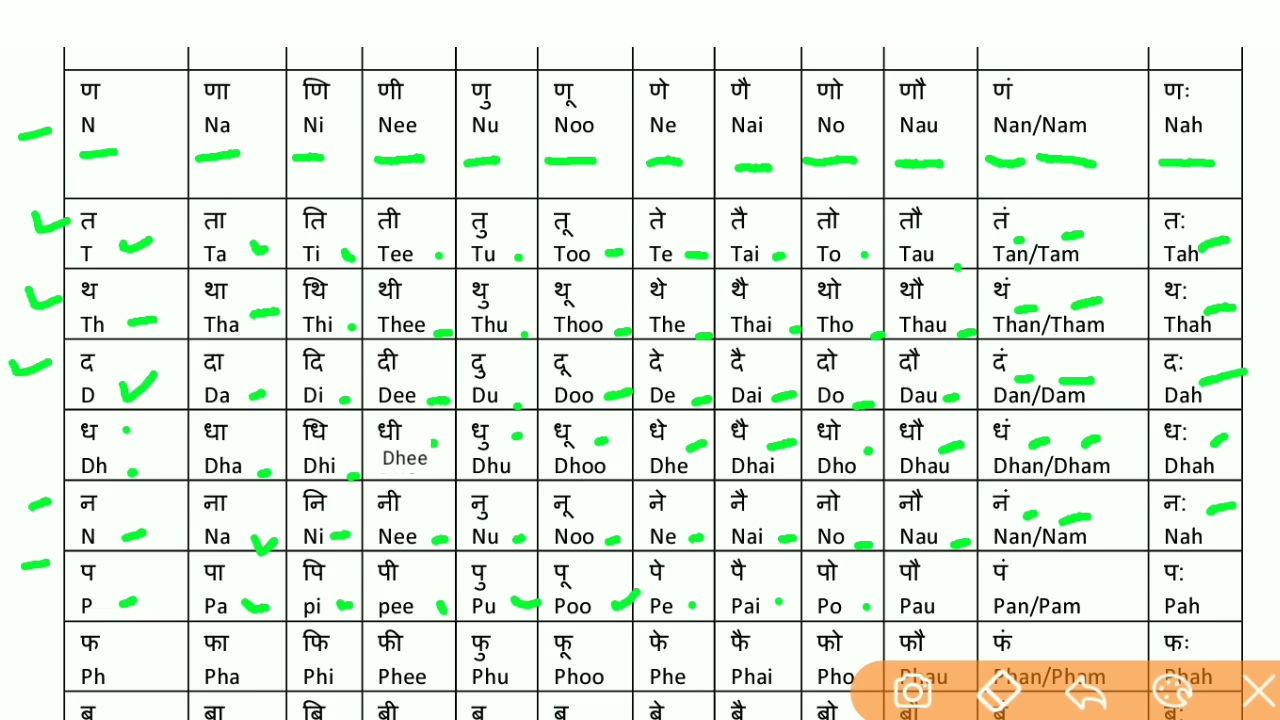 ण णा णि णी णु णू णे णै णो णौ णं णः
N Na Ni Nee Nu Noo Ne Nai No Nau Nan/Nam Nah
त ता ति ती तु तू ते तै तो तौ तं त:
T Ta Ti Tee Tu Too Te Tai To Tau Tan/Tam Tah
थ था थि थी थु थू थे थै थो थौ थं थ:
Th Tha Thi Thee Thu Thoo The Thai Tho Thau Than/Tham Thah
द दा दि दी दु दू दे दै दो दौ दं द:
D Da Di Dee Du Doo De Dai Do Dau Dan/Dam Dah
ध धा धि धी धु धू धे धै धो धौ धं ध:
Dh Dha Dhi Dhee Dhu Dhoo Dhe Dhai Dho Dhau Dhan/Dham Dhah
न ना नि नी नु नू ने नै नो नौ नं न:
N Na Ni Nee Nu Noo Ne Nai No Nau Nan/Nam Nah
प पा पि पी पु पू पे पै पो पौ पं प:
P Pa pi pee Pu Poo Pe Pai Po Pau Pan/Pam Pah
फ फा फि फी फु फू फे फै फो फौ फं फः
Ph Pha Phi Phee Phu Phoo Phe Phai Pho Phau Phan/Pham Phah